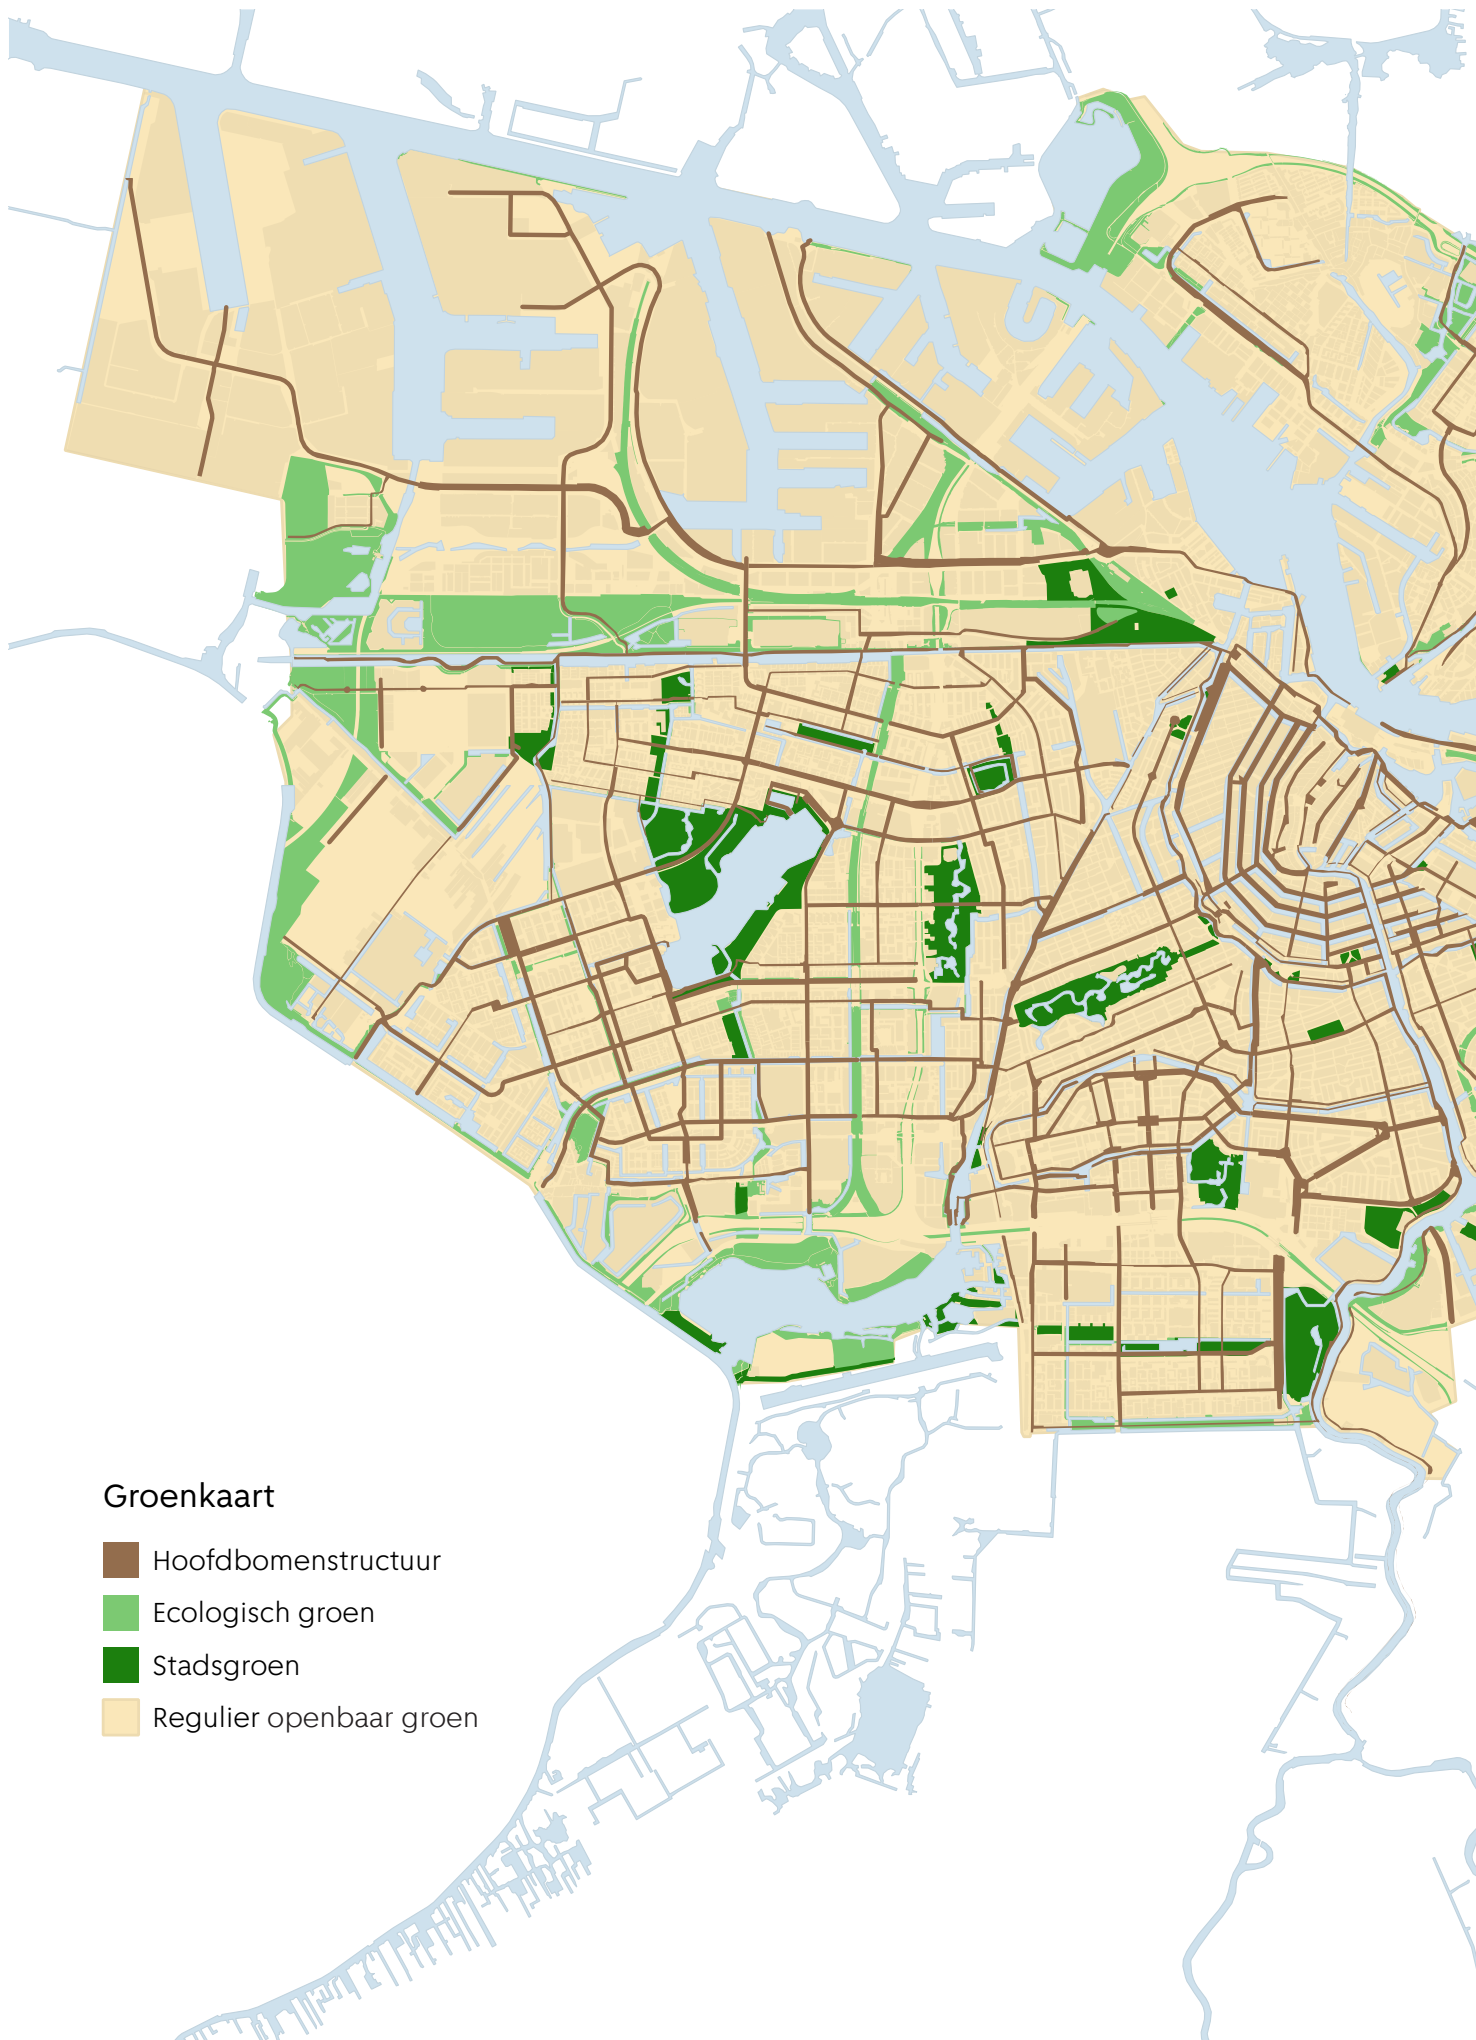 Groenkaart
Hoofdbomenstructuur
Ecologisch groen
Stadsgroen
Regulier openbaar groen